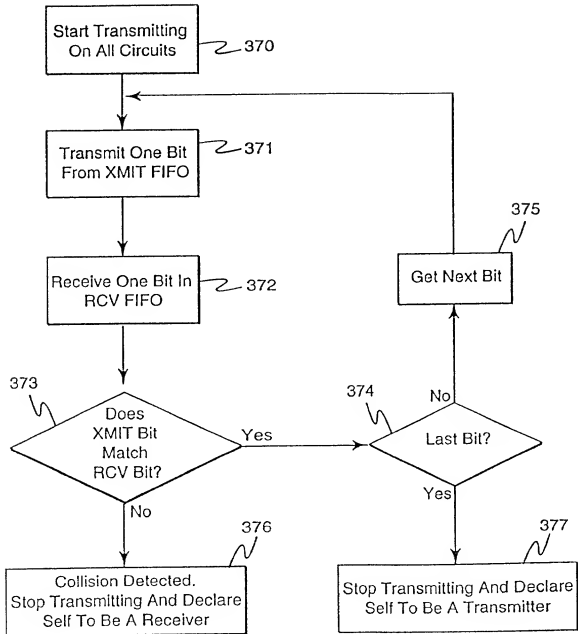 Start Transmitting
On All Circuits
370
Transmit One Bit
From XMIT FIFO
371
Receive One Bit In
RCV FIFO
372
375
Get Next Bit
373
Does
XMIT Bit
Match
RCV Bit?
Yes
No
374
Last Bit?
No
Yes
376
Collision Detected.
Stop Transmitting And Declare
Self To Be A Receiver
377
Stop Transmitting And Declare
Self To Be A Transmitter